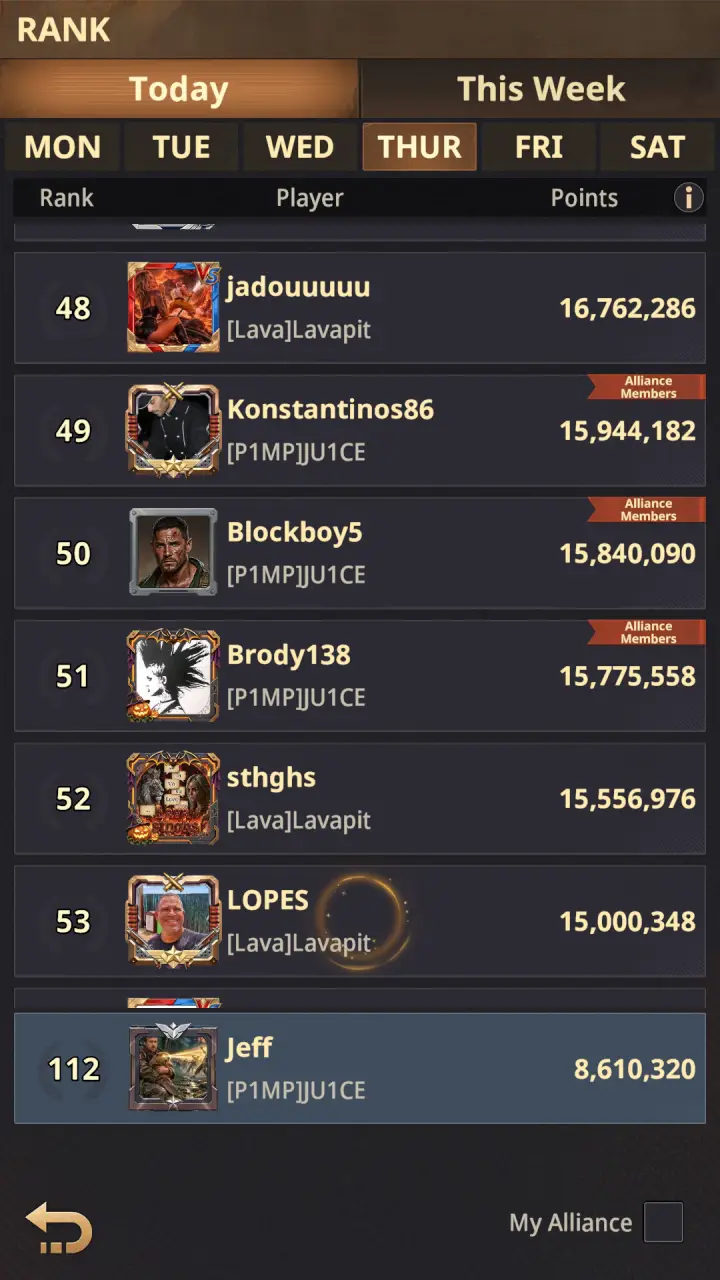 RANK
Today This Week
MON TUE WED THUR FRI SAT
Rank Player Points i
48 jadouuuuu 16,762,286
[Lava]Lavapit
Alliance Members
49 Konstantinos86 15,944,182
[P1MP]JU1CE
Alliance Members
50 Blockboy5 15,840,090
[P1MP]JU1CE
Alliance Members
51 Brody138 15,775,558
[P1MP]JU1CE
52 sthghs 15,556,976
[Lava]Lavapit
53 LOPES 15,000,348
[Lava]Lavapit
112 Jeff 8,610,320
[P1MP]JU1CE
My Alliance